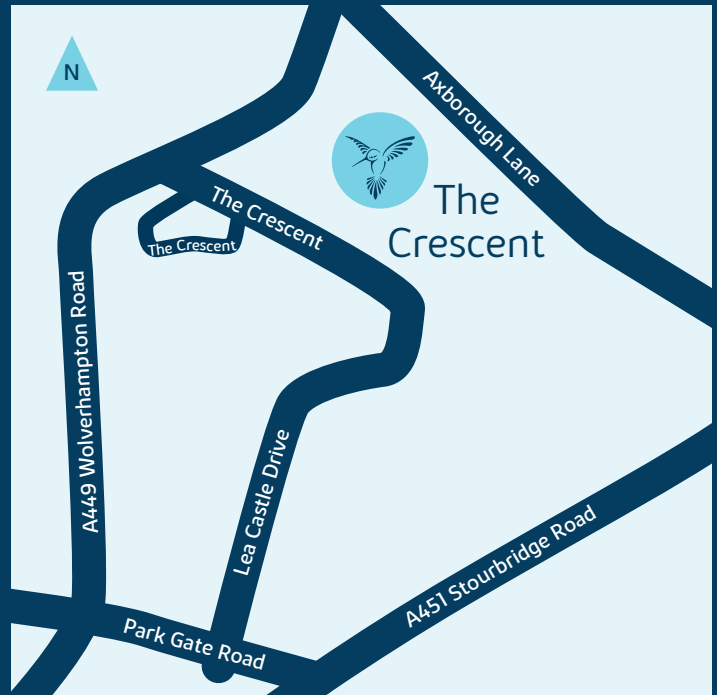 N
Axborough Lane
The
Crescent
The Crescent
The Crescent
A449 Wolverhampton Road
Lea Castle Drive
A451 Stourbridge Road
Park Gate Road